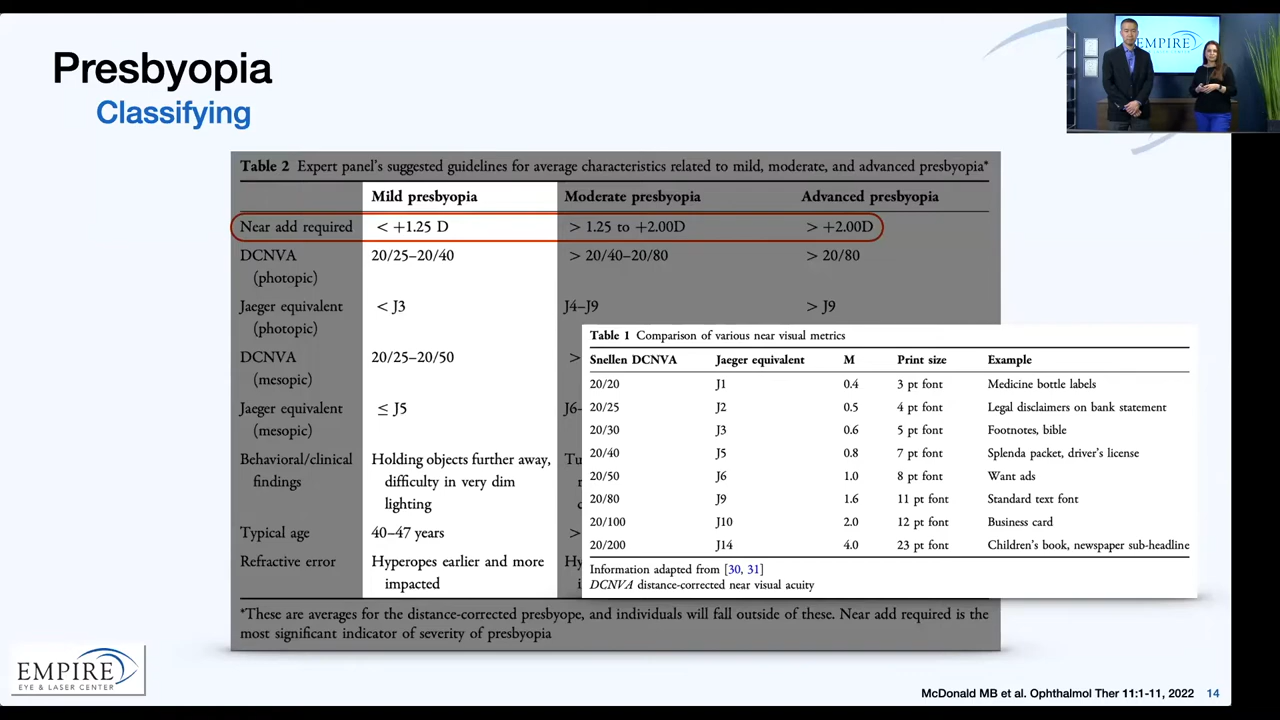 Presbyopia
Classifying
EMPIRE
Table 2 Expert panel's suggested guidelines for average characteristics related to mild, moderate, and advanced presbyopia*
Mild presbyopia Moderate presbyopia Advanced presbyopia
Near add required < +1.25 D > 1.25 to +2.00D > +2.00D
DCNVA 20/25–20/40 > 20/40–20/80 > 20/80
(photopic)
Jaeger equivalent < J3 J4–J9 > J9
(photopic)
DCNVA 20/25–20/50 >
(mesopic)
Jaeger equivalent ≤ J5 J6-
(mesopic)
Behavioral/clinical Holding objects further away,
findings difficulty in very dim
lighting
Typical age 40–47 years >
Refractive error Hyperopes earlier and more
impacted
*These are averages for the distance-corrected presbyope, and individuals will fall outside of these. Near add required is the
most significant indicator of severity of presbyopia
Table 1 Comparison of various near visual metrics
Snellen DCNVA Jaeger equivalent M Print size Example
20/20 J1 0.4 3 pt font Medicine bottle labels
20/25 J2 0.5 4 pt font Legal disclaimers on bank statement
20/30 J3 0.6 5 pt font Footnotes, bible
20/40 J5 0.8 7 pt font Splenda packet, driver's license
20/50 J6 1.0 8 pt font Want ads
20/80 J9 1.6 11 pt font Standard text font
20/100 J10 2.0 12 pt font Business card
20/200 J14 4.0 23 pt font Children's book, newspaper sub-headline
Information adapted from [30, 31]
DCNVA distance-corrected near visual acuity
EMPIRE
EYE & LASER CENTER
McDonald MB et al. Ophthalmol Ther 11:1-11, 2022 14